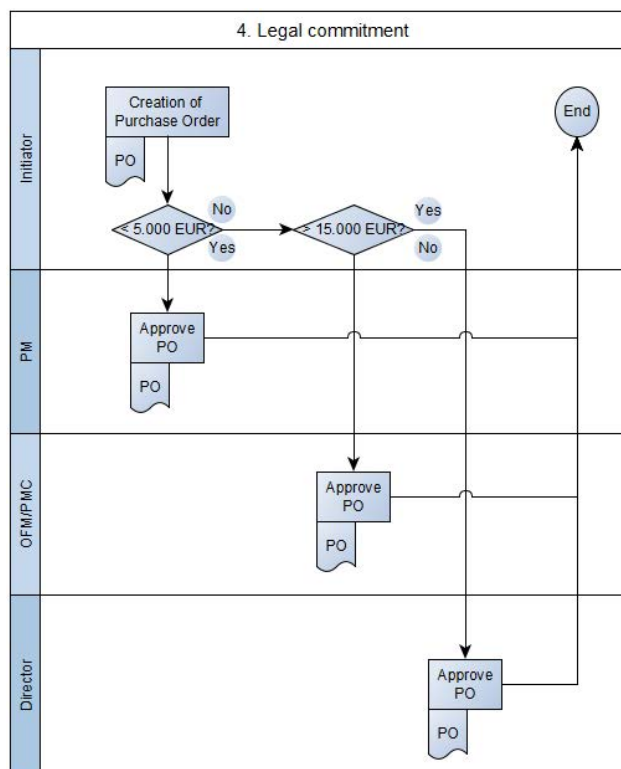 4. Legal commitment
Initiator
Creation of
Purchase Order
PO
End
< 5.000 EUR?
No
Yes
> 15.000 EUR?
Yes
No
PM
Approve
PO
PO
OFM/PMC
Approve
PO
PO
Director
Approve
PO
PO